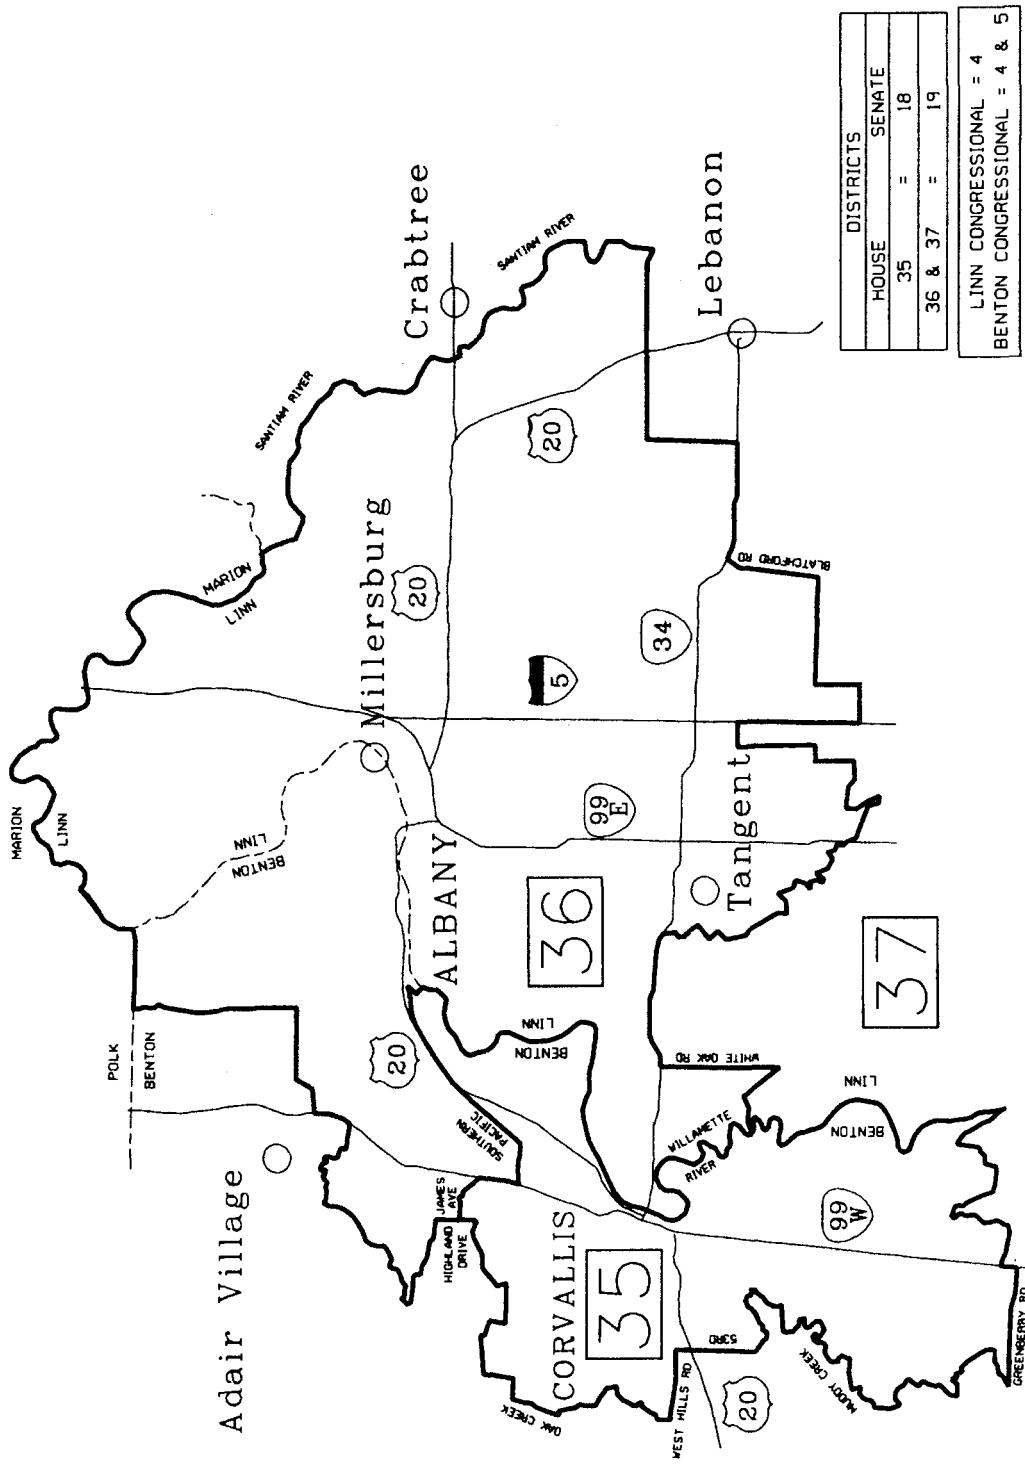 MARION
LINN
POLK
BENTON
LINN
BENTON
MARION
LINN
SANTIAM RIVER
SANTIAM RIVER
Adair Village
Millersburg
Crabtree
20
20
ALBANY
HIGHLAND
DRIVE
JAMES
AVE
SOUTHERN
PACIFIC
LINN
BENTON
36
99
E
5
20
CORVALLIS
35
OAK CREEK
WEST HILLS RD
53RD
20
WILLAMETTE
RIVER
WHITE OAK RD
34
Tangent
Lebanon
BLATCHFORD RD
MUDDY CREEK
99
W
LINN
BENTON
37
GREENBERRY RD
DISTRICTS
HOUSE SENATE
35 = 18
36 & 37 = 19
LINN CONGRESSIONAL = 4
BENTON CONGRESSIONAL = 4 & 5